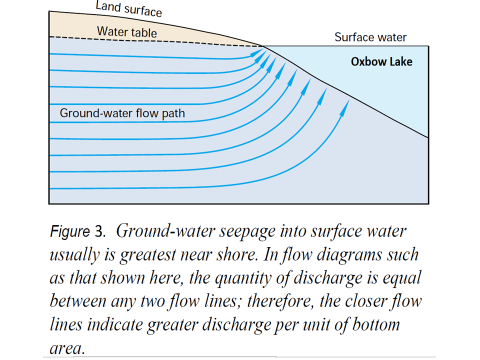 Land surface
Water table
Surface water
Oxbow Lake
Ground-water flow path
Figure 3. Ground-water seepage into surface water
usually is greatest near shore. In flow diagrams such
as that shown here, the quantity of discharge is equal
between any two flow lines; therefore, the closer flow
lines indicate greater discharge per unit of bottom
area.